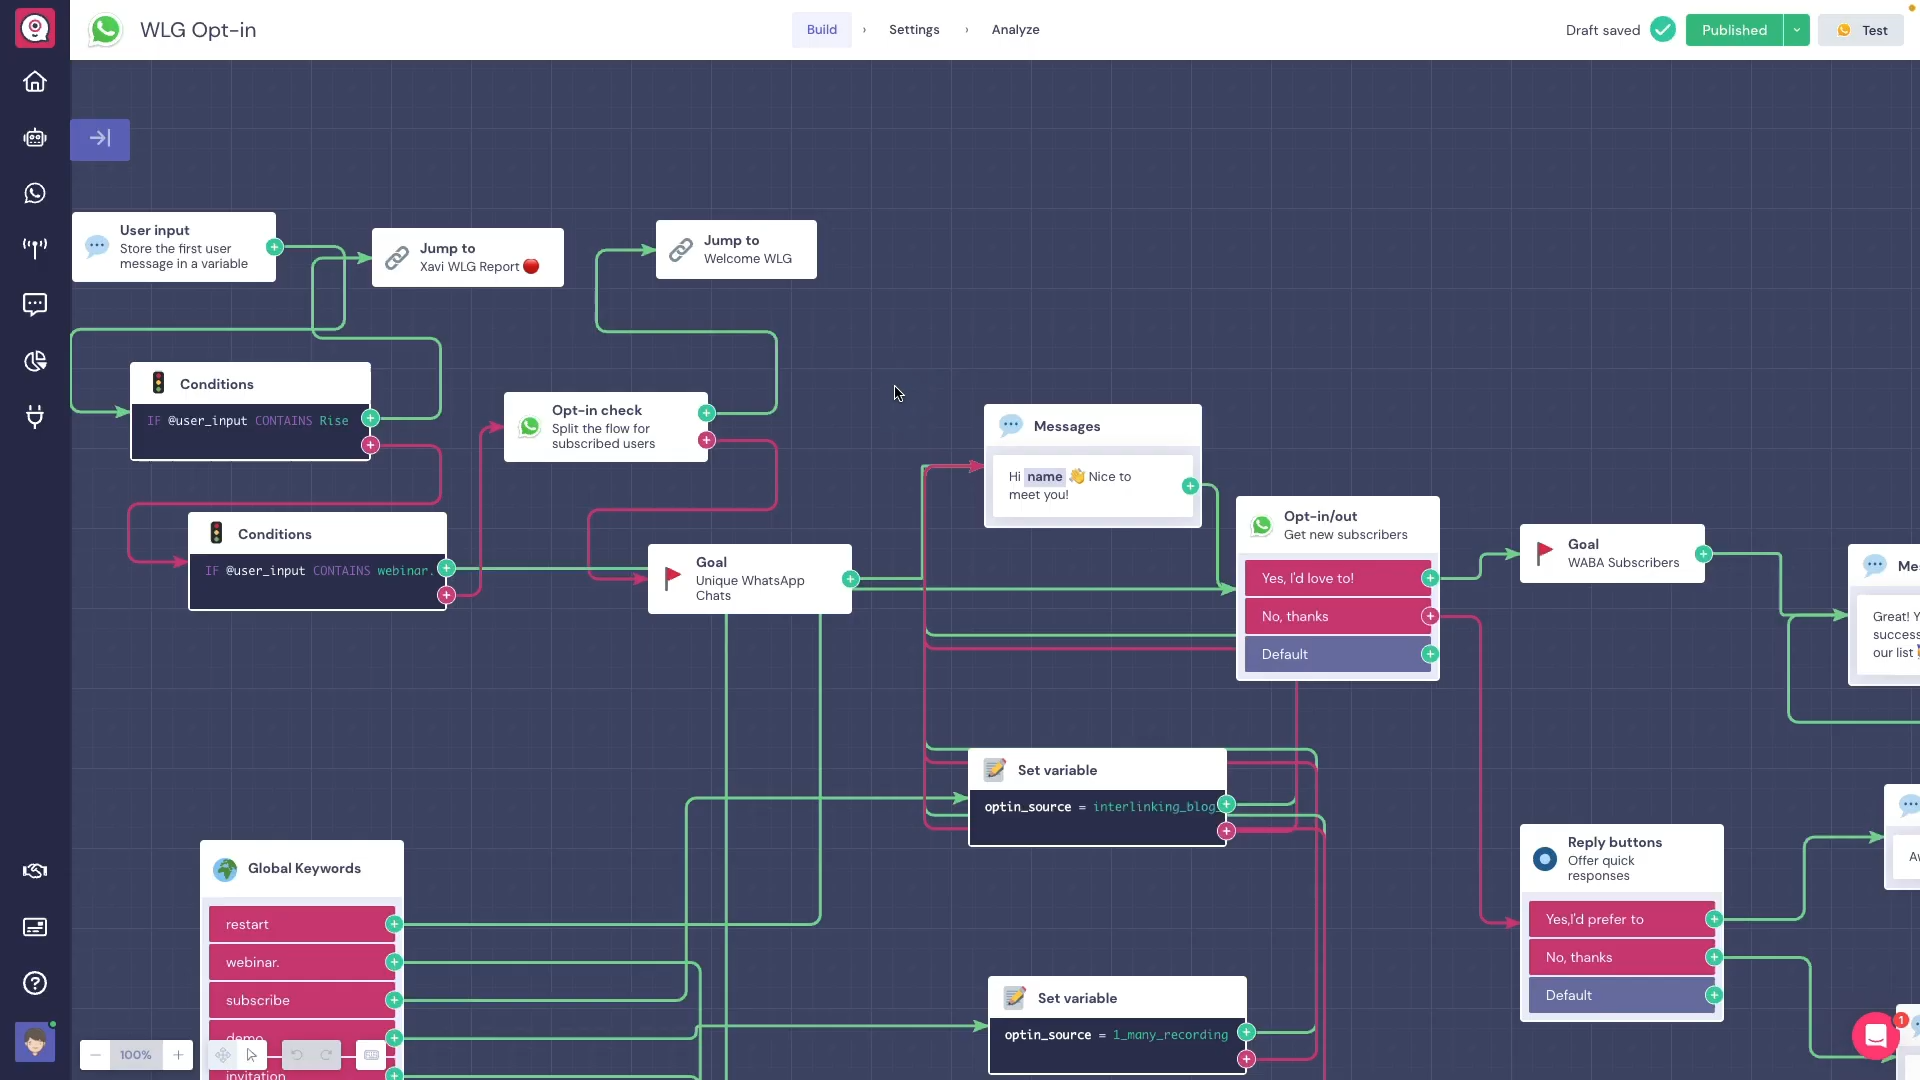 WLG Opt-in
Build
Settings
Analyze
Draft saved
Published
Test
User input
Store the first user
message in a variable
Jump to
Xavi WLG Report
Jump to
Welcome WLG
Conditions
IF @user_input CONTAINS Rise
Opt-in check
Split the flow for
subscribed users
Messages
Hi name 👋 Nice to
meet you!
Conditions
IF @user_input CONTAINS webinar.
Goal
Unique WhatsApp
Chats
Opt-in/out
Get new subscribers
Yes, I'd love to!
No, thanks
Default
Goal
WABA Subscribers
Me
Great! Y
success
our list
Set variable
optin_source = interlinking_blog
Global Keywords
restart
webinar.
subscribe
demo
invitation
Reply buttons
Offer quick
responses
Yes,I'd prefer to
No, thanks
Default
Set variable
optin_source = 1_many_recording
100%
1